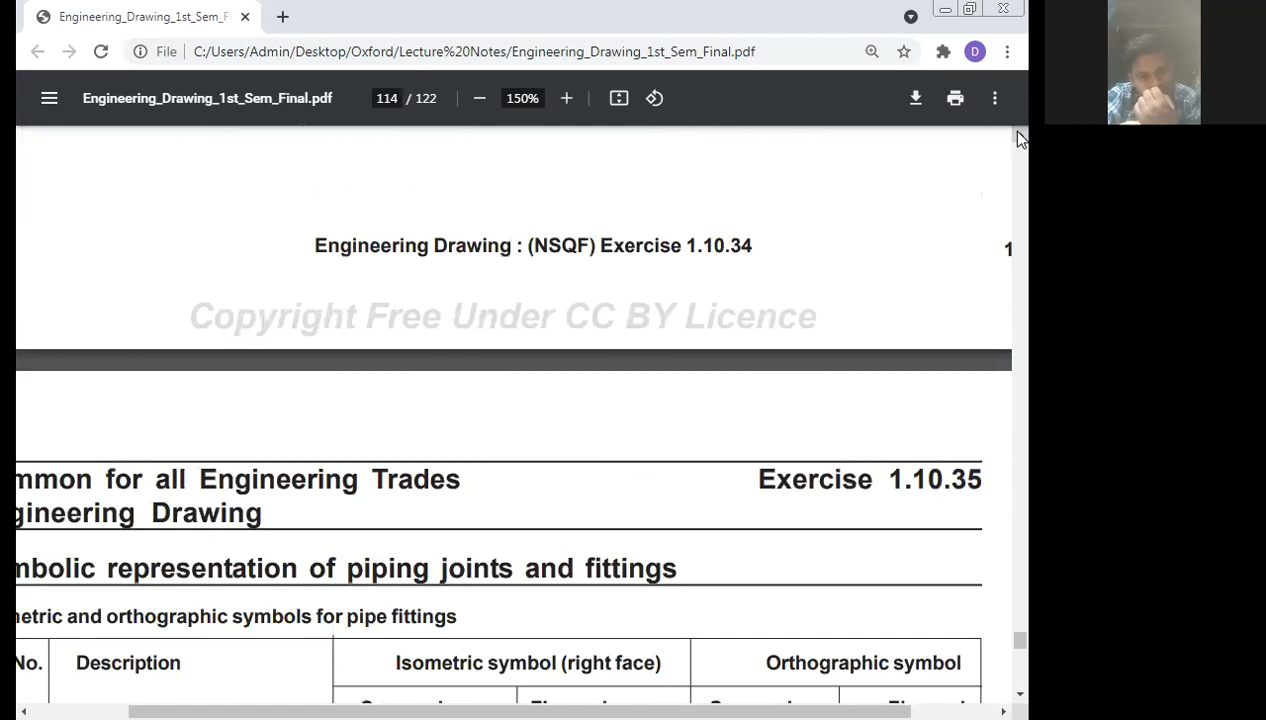 Engineering_Drawing_1st_Sem_Fi
File C:/Users/Admin/Desktop/Oxford/Lecture%20Notes/Engineering_Drawing_1st_Sem_Final.pdf
D
Engineering_Drawing_1st_Sem_Final.pdf
114 / 122
150%
Engineering Drawing : (NSQF) Exercise 1.10.34
1
Copyright Free Under CC BY Licence
mmon for all Engineering Trades
Exercise 1.10.35
gineering Drawing
mbolic representation of piping joints and fittings
netric and orthographic symbols for pipe fittings
No.
Description
Isometric symbol (right face)
Orthographic symbol